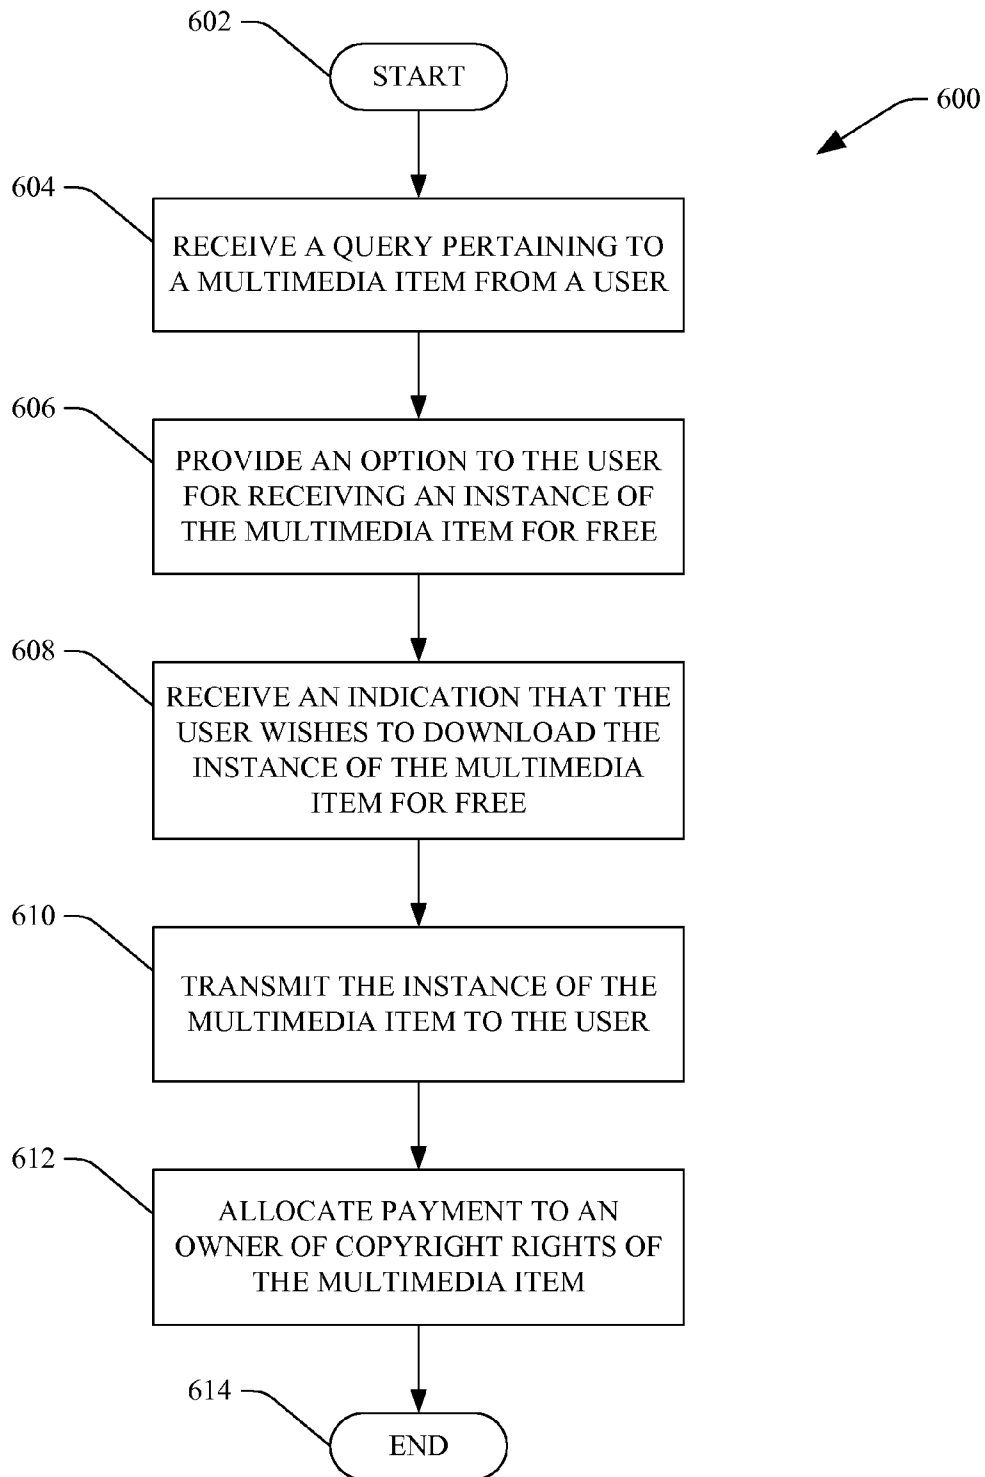 602
START
600
604
RECEIVE A QUERY PERTAINING TO
A MULTIMEDIA ITEM FROM A USER
606
PROVIDE AN OPTION TO THE USER
FOR RECEIVING AN INSTANCE OF
THE MULTIMEDIA ITEM FOR FREE
608
RECEIVE AN INDICATION THAT THE
USER WISHES TO DOWNLOAD THE
INSTANCE OF THE MULTIMEDIA
ITEM FOR FREE
610
TRANSMIT THE INSTANCE OF THE
MULTIMEDIA ITEM TO THE USER
612
ALLOCATE PAYMENT TO AN
OWNER OF COPYRIGHT RIGHTS OF
THE MULTIMEDIA ITEM
614
END